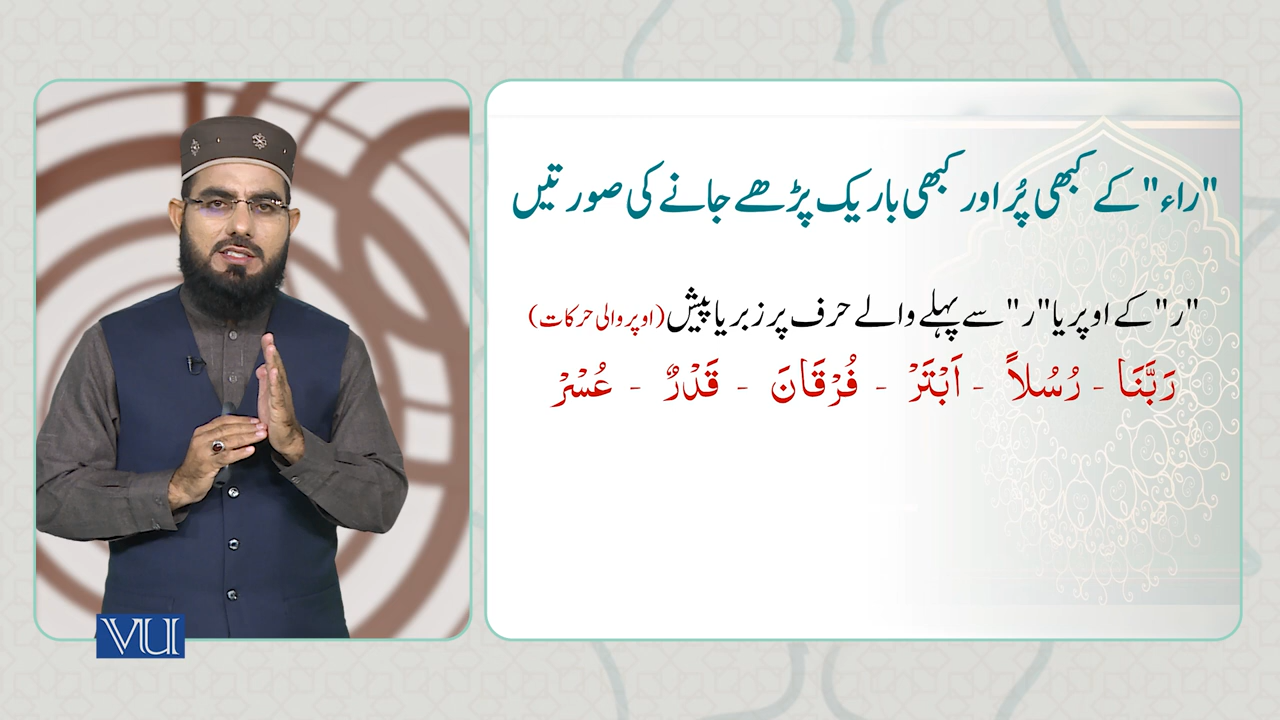 "راء" کے کبھی پُر اور کبھی باریک پڑھے جانے کی صورتیں
"ر" کے اوپر یا "ر" سے پہلے والے حرف پر زبر یا پیش (اوپر والی حرکات)
رَبَّنَا - رُسُلاً - اَبْتَرْ - فُرْقَانَ - قَدْرٌ - عُسْرْ
VU